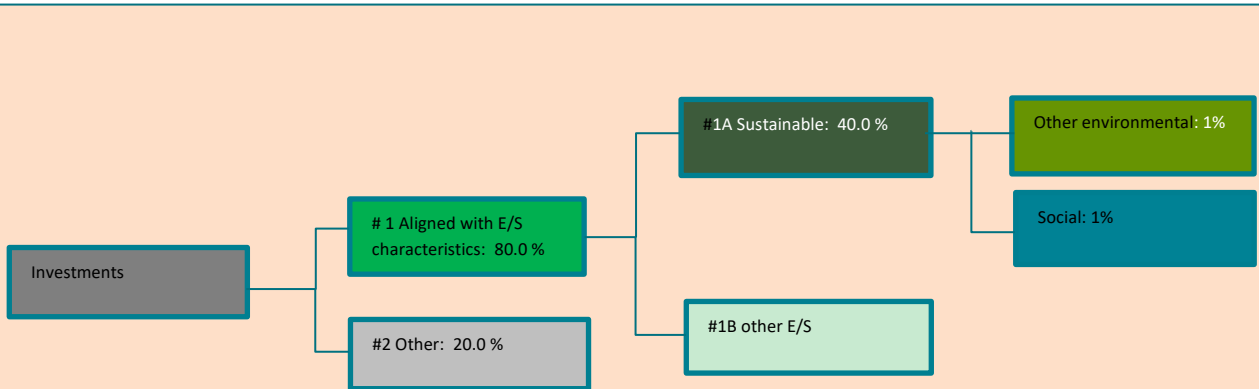 Investments
# 1 Aligned with E/S
characteristics: 80.0 %
#2 Other: 20.0 %
#1A Sustainable: 40.0 %
#1B other E/S
Other environmental: 1%
Social: 1%